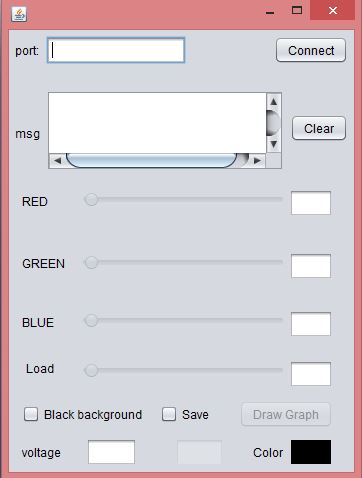 port: Connect
msg Clear
RED
GREEN
BLUE
Load
Black background Save Draw Graph
voltage Color